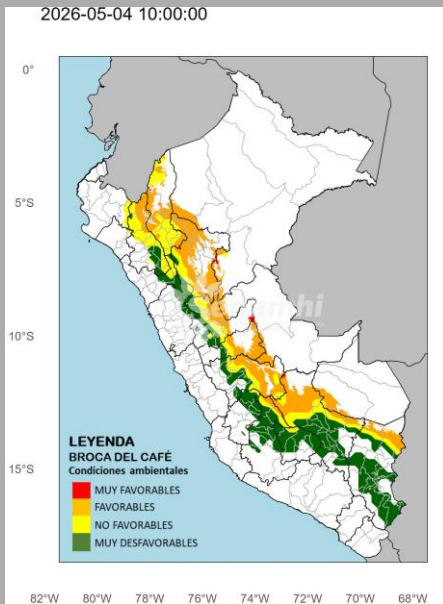 2026-05-04 10:00:00
0°
5°S
10°S
15°S
senamhi
LEYENDA
BROCA DEL CAFÉ
Condiciones ambientales
MUY FAVORABLES
FAVORABLES
NO FAVORABLES
MUY DESFAVORABLES
82°W 80°W 78°W 76°W 74°W 72°W 70°W 68°W